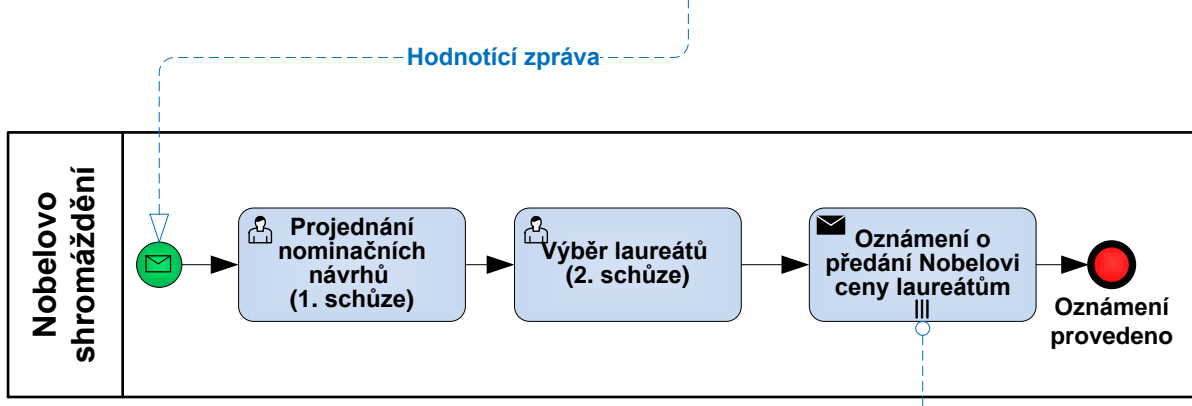 Hodnotící zpráva
Nobelovo
shromáždění
Projednání
nominačních
návrhů
(1. schůze)
Výběr laureátů
(2. schůze)
Oznámení o
předání Nobelovi
ceny laureátům
Oznámení
provedeno